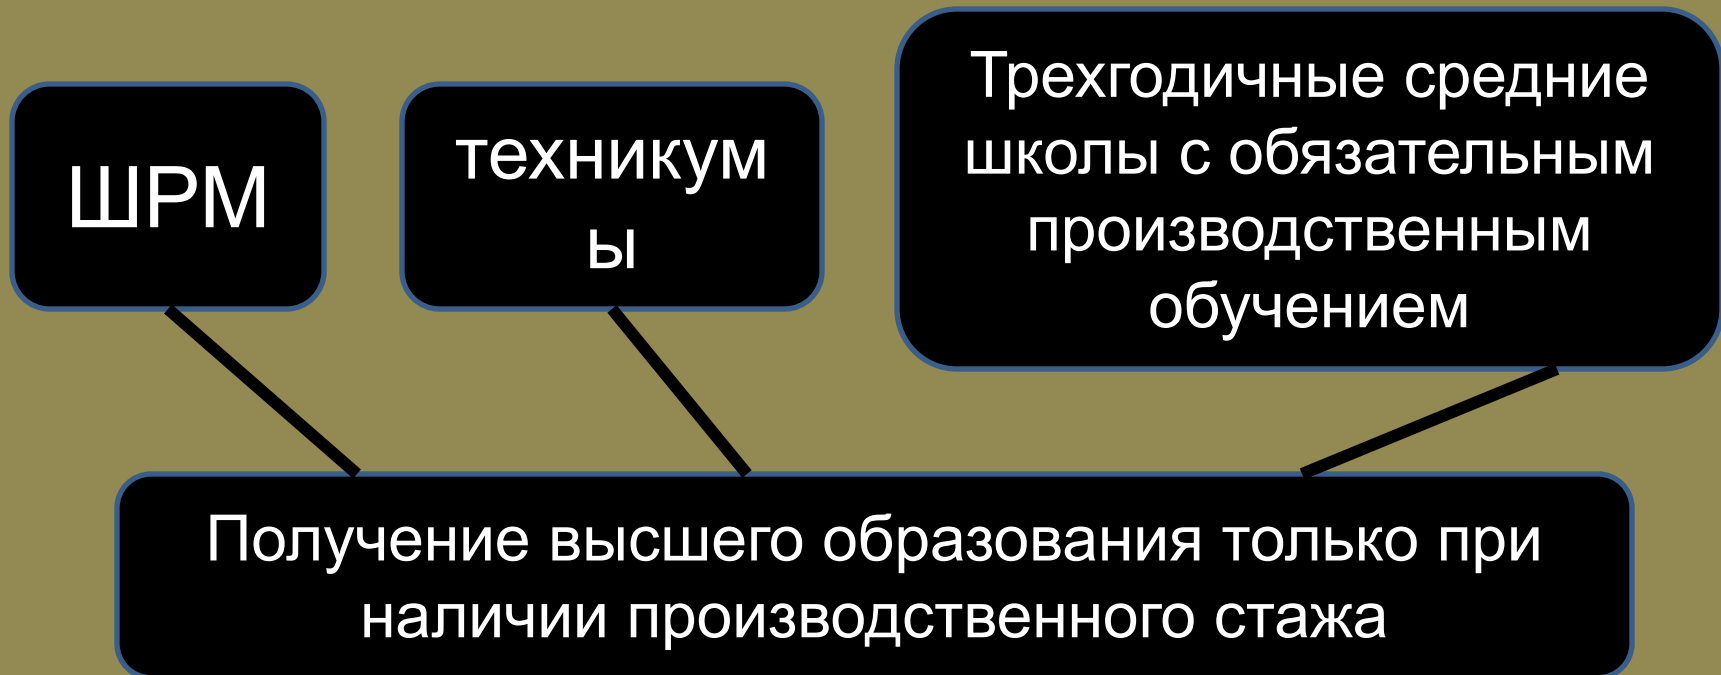 ШРМ
техникум
ы
Трехгодичные средние
школы с обязательным
производственным
обучением
Получение высшего образования только при
наличии производственного стажа